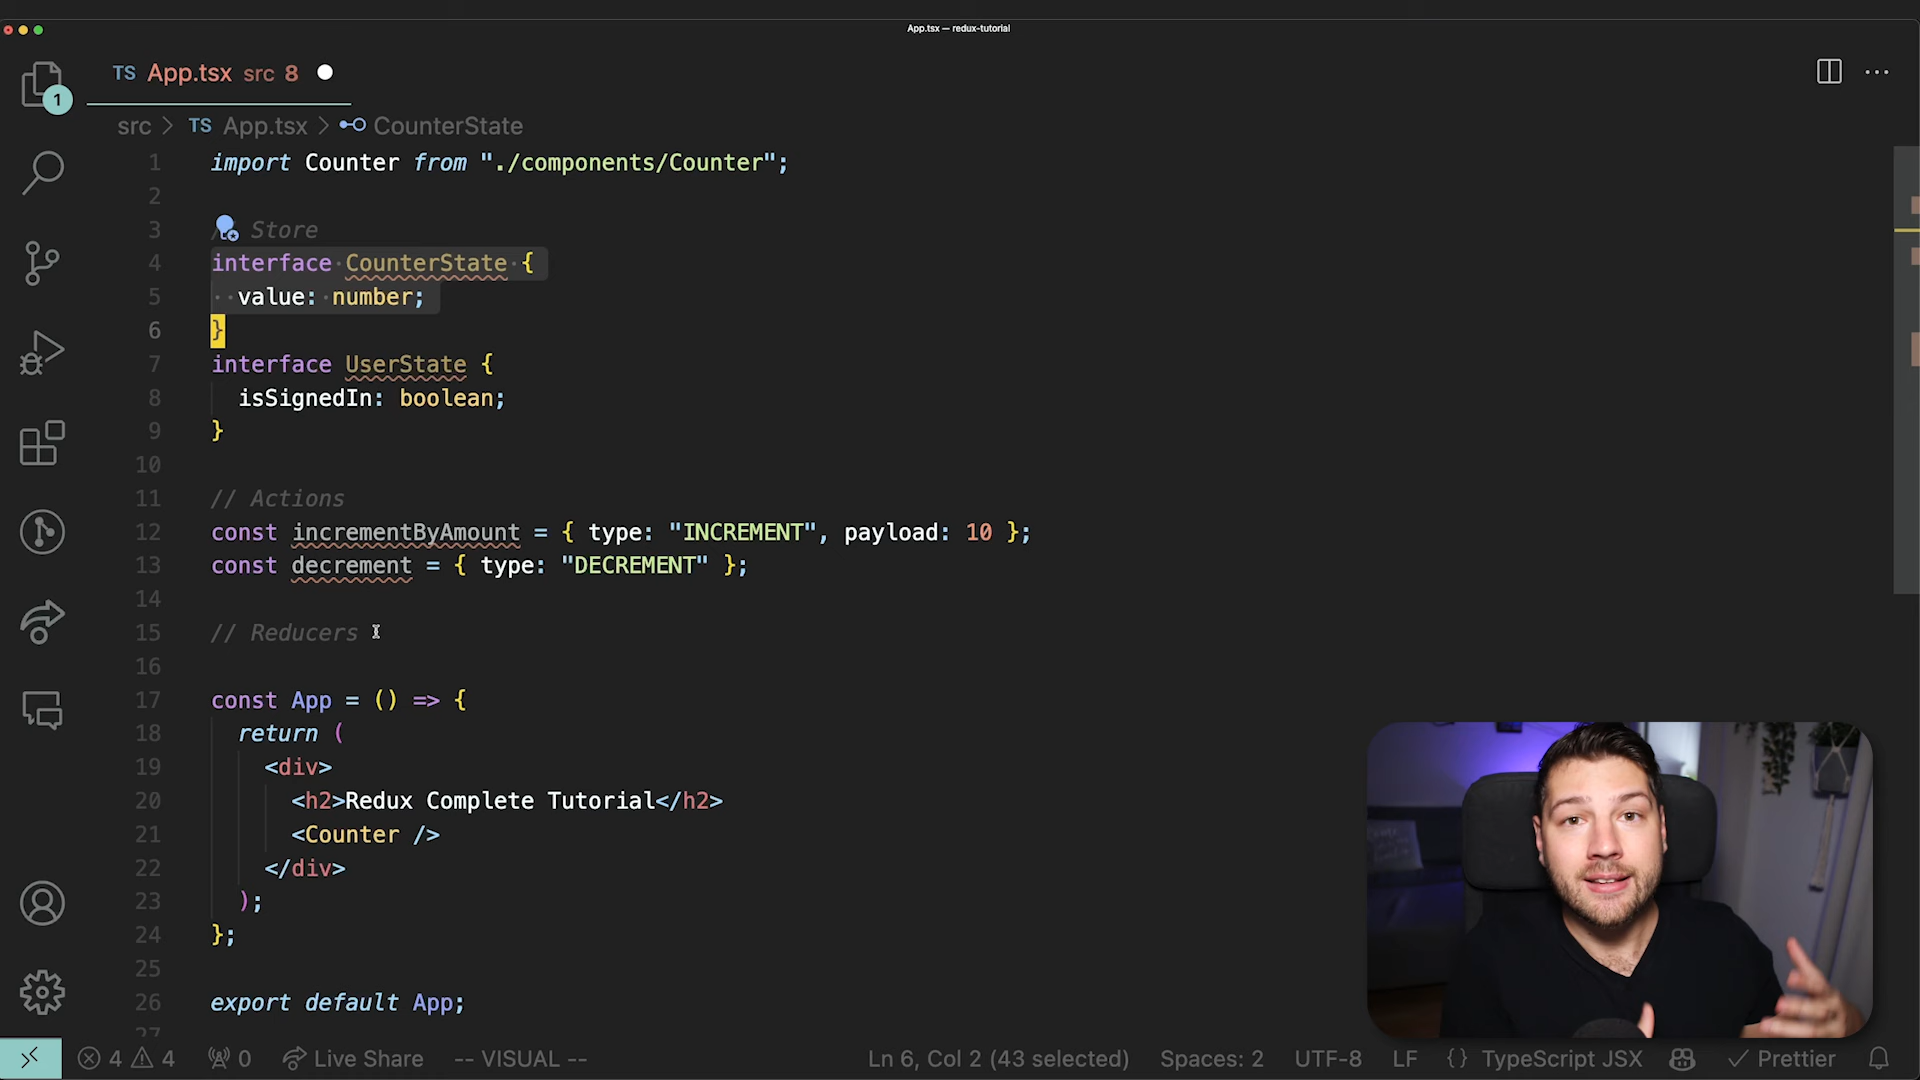 App.tsx — redux-tutorial
TS App.tsx src 8
1
src > TS App.tsx > CounterState
1 import Counter from "./components/Counter";
2
3 Store
4 interface CounterState {
5 value: number;
6 }
7 interface UserState {
8 isSignedIn: boolean;
9 }
10
11 // Actions
12 const incrementByAmount = { type: "INCREMENT", payload: 10 };
13 const decrement = { type: "DECREMENT" };
14
15 // Reducers
16
17 const App = () => {
18 return (
19 <div>
20 <h2>Redux Complete Tutorial</h2>
21 <Counter />
22 </div>
23 );
24 };
25
26 export default App;
27
4 4 0 Live Share -- VISUAL -- Ln 6, Col 2 (43 selected) Spaces: 2 UTF-8 LF {} TypeScript JSX Prettier